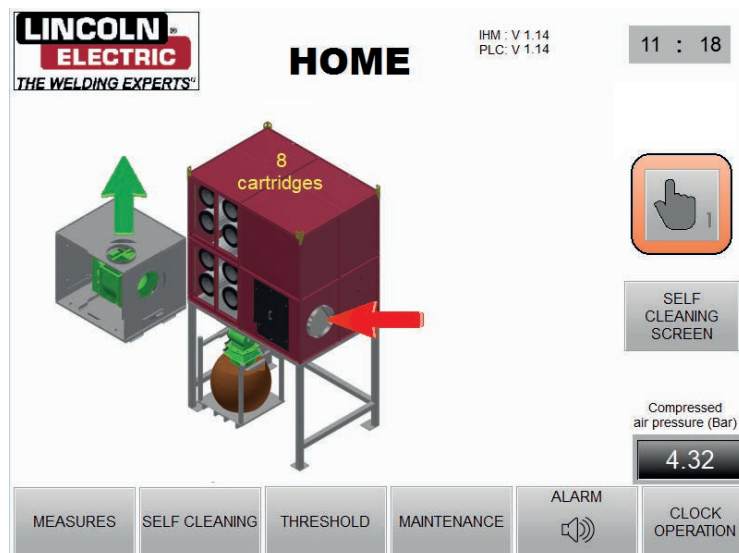 LINCOLN ®
ELECTRIC
THE WELDING EXPERTS®
HOME
IHM : V 1.14
PLC: V 1.14
11 : 18
8
cartridges
1
SELF
CLEANING
SCREEN
Compressed
air pressure (Bar)
4.32
MEASURES
SELF CLEANING
THRESHOLD
MAINTENANCE
ALARM
CLOCK
OPERATION